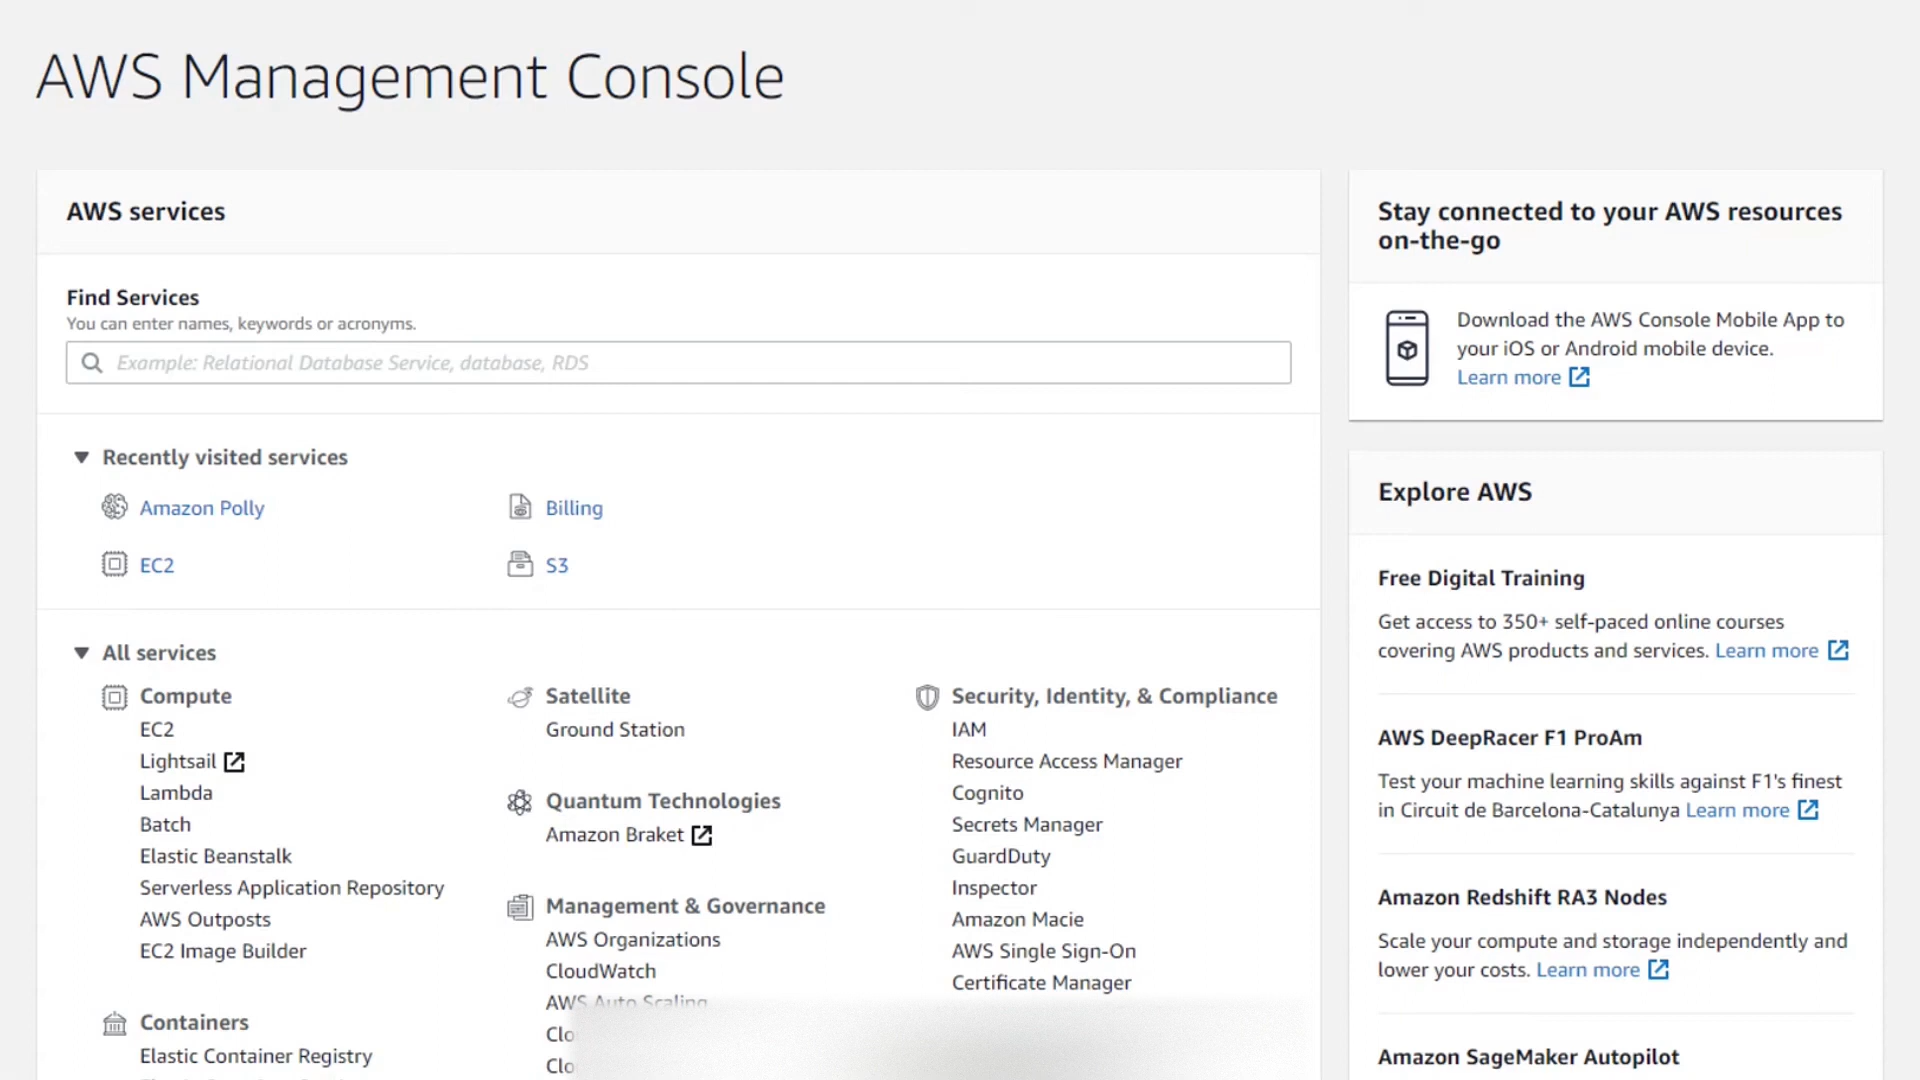 AWS Management Console
AWS services
Find Services
You can enter names, keywords or acronyms.
Example: Relational Database Service, database, RDS
Recently visited services
Amazon Polly
Billing
EC2
S3
All services
Compute
EC2
Lightsail
Lambda
Batch
Elastic Beanstalk
Serverless Application Repository
AWS Outposts
EC2 Image Builder
Containers
Elastic Container Registry
Satellite
Ground Station
Quantum Technologies
Amazon Braket
Management & Governance
AWS Organizations
CloudWatch
AWS Auto Scaling
Clo
Clo
Security, Identity, & Compliance
IAM
Resource Access Manager
Cognito
Secrets Manager
GuardDuty
Inspector
Amazon Macie
AWS Single Sign-On
Certificate Manager
Stay connected to your AWS resources
on-the-go
Download the AWS Console Mobile App to
your iOS or Android mobile device.
Learn more
Explore AWS
Free Digital Training
Get access to 350+ self-paced online courses
covering AWS products and services. Learn more
AWS DeepRacer F1 ProAm
Test your machine learning skills against F1's finest
in Circuit de Barcelona-Catalunya Learn more
Amazon Redshift RA3 Nodes
Scale your compute and storage independently and
lower your costs. Learn more
Amazon SageMaker Autopilot